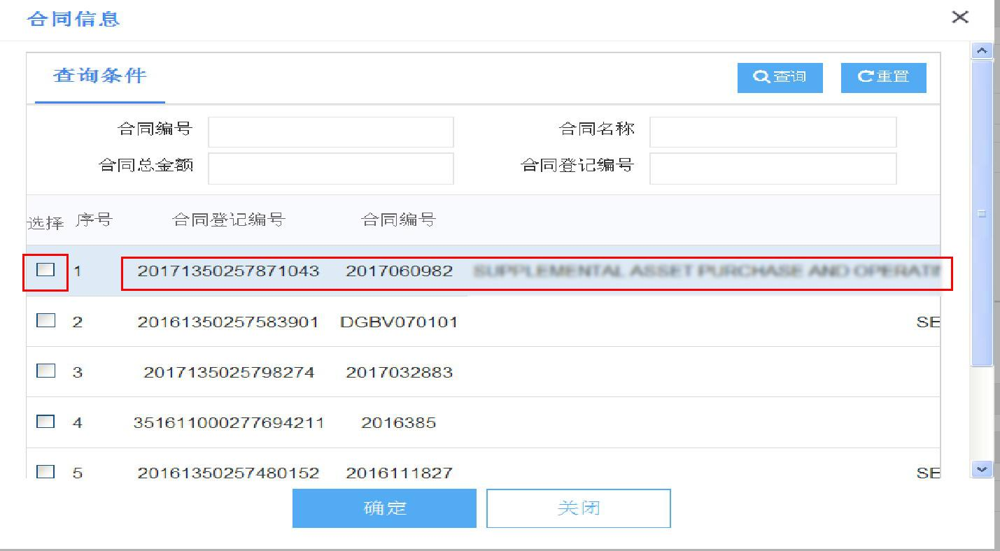 合同信息
查询条件 查询 重置
合同编号 合同名称
合同总金额 合同登记编号
选择 序号 合同登记编号 合同编号
1 20171350257871043 2017060982 SUPPLEMENTAL ASSET PURCHASE AND OPERATIN
2 20161350257583901 DGBV070101 SE
3 2017135025798274 2017032883
4 351611000277694211 2016385
5 20161350257480152 2016111827 SE
确定 关闭